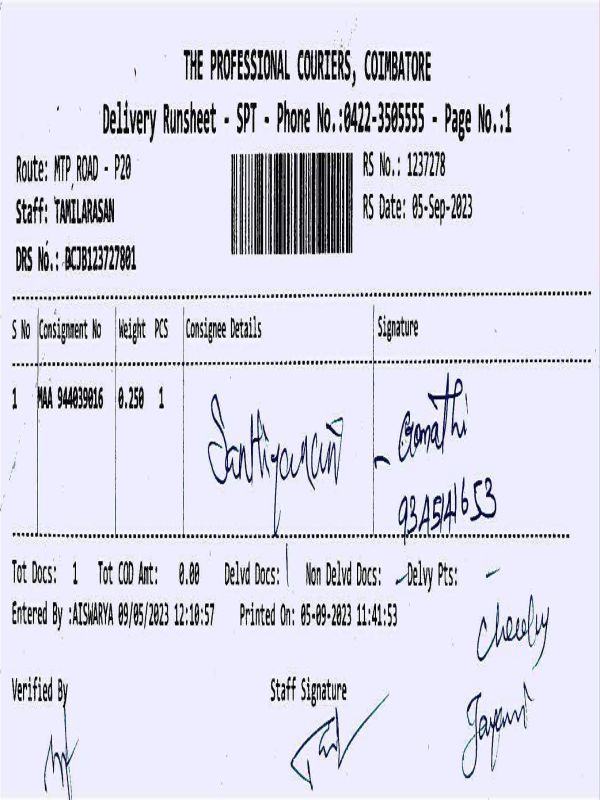 THE PROFESSIONAL COURIERS, COIMBATORE
Delivery Runsheet - SPT - Phone No.:0422-3505555 - Page No.:1
Route: MTP ROAD - P20
RS No.: 1237278
Staff: TAMILARASAN
RS Date: 05-Sep-2023
DRS No.: BCJB123727801
S No Consignment No Weight PCS Consignee Details Signature
1 MAA 944039016 0.250 1
Gomathi
Tot Docs: 1 Tot COD Amt: 0.00 Delvd Docs: Non Delvd Docs: Delvy Pts:
Entered By :AISWARYA 09/05/2023 12:10:57 Printed On: 05-09-2023 11:41:53
Verified By Staff Signature